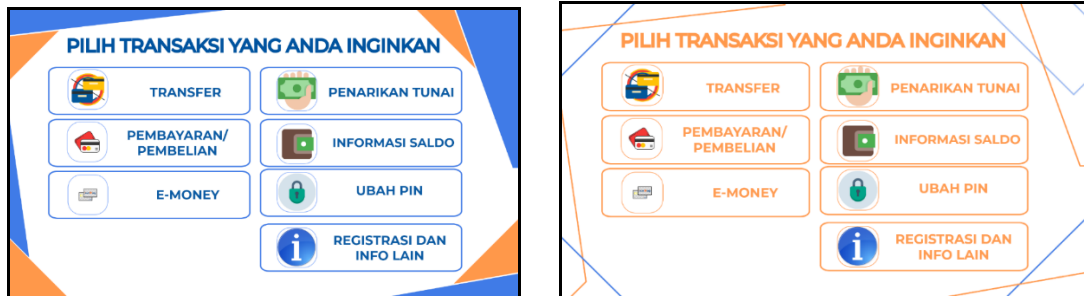 PILIH TRANSAKSI YANG ANDA INGINKAN
TRANSFER
PENARIKAN TUNAI
PEMBAYARAN/
PEMBELIAN
INFORMASI SALDO
E-MONEY
UBAH PIN
REGISTRASI DAN
INFO LAIN
PILIH TRANSAKSI YANG ANDA INGINKAN
TRANSFER
PENARIKAN TUNAI
PEMBAYARAN/
PEMBELIAN
INFORMASI SALDO
E-MONEY
UBAH PIN
REGISTRASI DAN
INFO LAIN